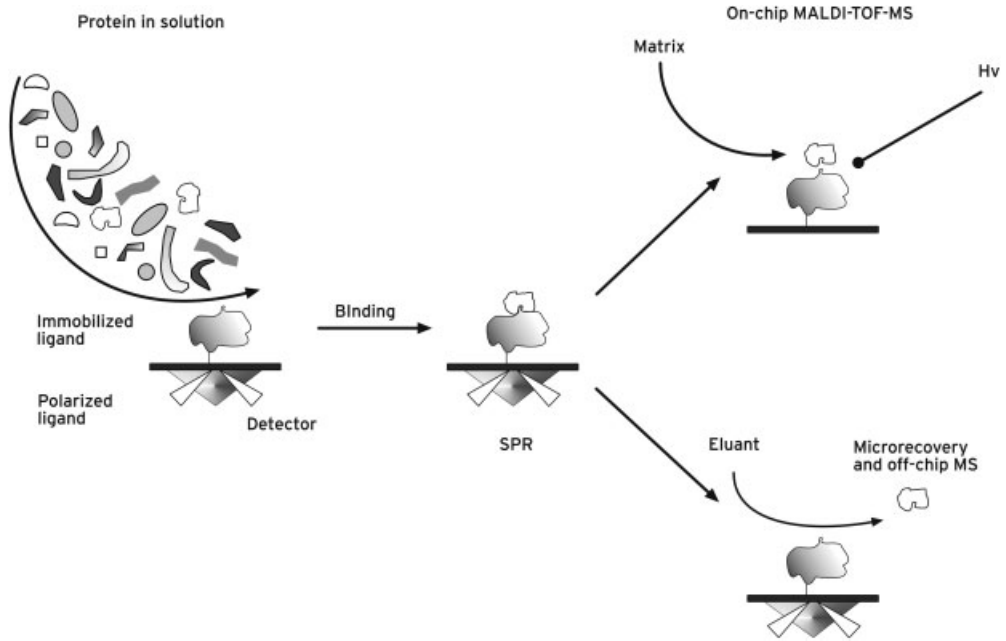 Protein in solution
Immobilized
ligand
Polarized
ligand
Detector
BInding
SPR
On-chip MALDI-TOF-MS
Matrix
Hv
Eluant
Microrecovery
and off-chip MS